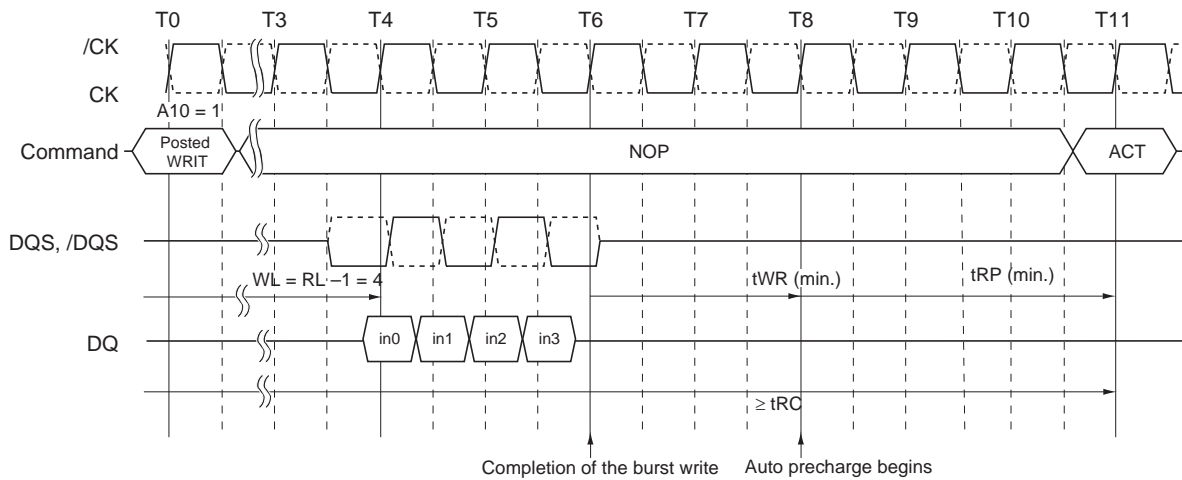 T0 T3 T4 T5 T6 T7 T8 T9 T10 T11
/CK
CK
A10 = 1
Command
Posted
WRIT
NOP
ACT
DQS, /DQS
WL = RL –1 = 4
tWR (min.)
tRP (min.)
DQ
in0 in1 in2 in3
≥ tRC
Completion of the burst write
Auto precharge begins